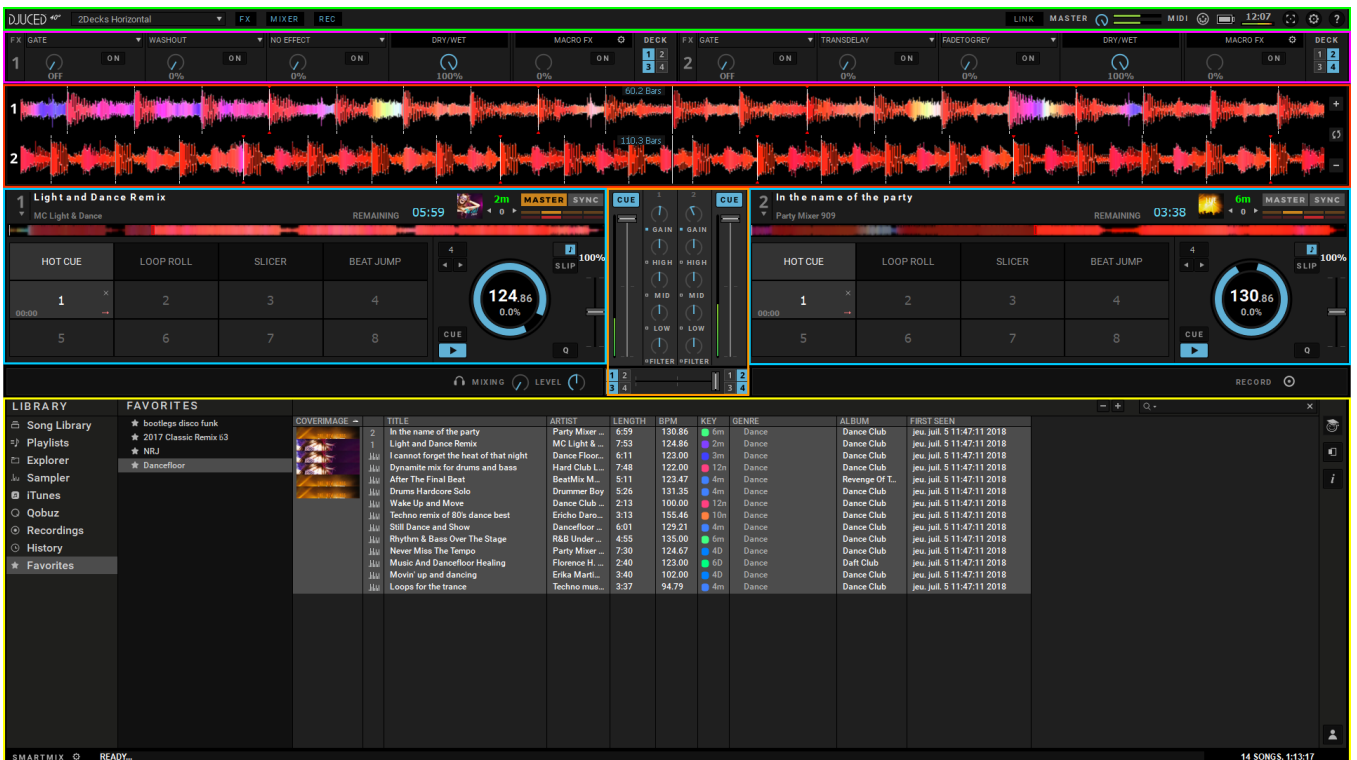 DJUCED 40° 2Decks Horizontal FX MIXER REC LINK MASTER MIDI 12:07 ?
FX GATE WASHOUT NO EFFECT DRY/WET MACRO FX DECK FX GATE TRANSDELAY FADETOGREY DRY/WET MACRO FX DECK
1 ON ON ON ON 1 2 2 ON ON ON ON 1 2
OFF 0% 0% 100% 0% 3 4 OFF 0% 0% 100% 0% 3 4
60.2 Bars
1 +
110.3 Bars
2 −
1 Light and Dance Remix 2m MASTER SYNC
MC Light & Dance REMAINING 05:59 0
HOT CUE LOOP ROLL SLICER BEAT JUMP 4 SLIP 100%
1 × 2 3 4
00:00
5 6 7 8
124.86
0.0%
CUE
Q
CUE 1 2 CUE
GAIN GAIN
HIGH HIGH
MID MID
LOW LOW
FILTER FILTER
2 In the name of the party 6m MASTER SYNC
Party Mixer 909 REMAINING 03:38 0
HOT CUE LOOP ROLL SLICER BEAT JUMP 4 SLIP 100%
1 × 2 3 4
00:00
5 6 7 8
130.86
0.0%
CUE
Q
MIXING LEVEL 1 2 1 2 RECORD
3 4 3 4
LIBRARY FAVORITES − + ×
Song Library
Playlists
Explorer
Sampler
iTunes
Qobuz
Recordings
History
Favorites
bootlegs disco funk
2017 Classic Remix 53
NRJ
Dancefloor
COVERIMAGE TITLE ARTIST LENGTH BPM KEY GENRE ALBUM FIRST SEEN
2 In the name of the party Party Mixer ... 6:59 130.86 6m Dance Dance Club jeu. juil. 5 11:47:11 2018
1 Light and Dance Remix MC Light & ... 7:53 124.86 2m Dance Dance Club jeu. juil. 5 11:47:11 2018
I cannot forget the heat of that night Dance Floor... 6:11 123.00 3m Dance Dance Club jeu. juil. 5 11:47:11 2018
Dynamite mix for drums and bass Hard Club L... 7:48 122.00 12m Dance Dance Club jeu. juil. 5 11:47:11 2018
After The Final Beat BeatMix M... 5:11 123.47 4m Dance Revenge Of T... jeu. juil. 5 11:47:11 2018
Drums Hardcore Solo Drummer Boy 5:26 131.35 4m Dance Dance Club jeu. juil. 5 11:47:11 2018
Wake Up and Move Dance Club ... 2:13 100.00 12m Dance Dance Club jeu. juil. 5 11:47:11 2018
Techno remix of 80's dance best Ericho Daro... 3:13 155.46 10m Dance Dance Club jeu. juil. 5 11:47:11 2018
Still Dance and Show Dancefloor ... 6:01 129.21 4m Dance Dance Club jeu. juil. 5 11:47:11 2018
Rhythm & Bass Over The Stage R&B Under ... 4:55 135.00 6m Dance Dance Club jeu. juil. 5 11:47:11 2018
Never Miss The Tempo Party Mixer ... 7:30 124.67 4D Dance Dance Club jeu. juil. 5 11:47:11 2018
Music And Dancefloor Healing Florence H. ... 2:40 123.00 6D Dance Daft Club jeu. juil. 5 11:47:11 2018
Movin' up and dancing Erika Marti... 3:40 102.00 4D Dance Dance Club jeu. juil. 5 11:47:11 2018
Loops for the trance Techno mus... 3:37 94.79 4m Dance Dance Club jeu. juil. 5 11:47:11 2018
i
SMARTMIX READY... 14 SONGS, 1:13:17